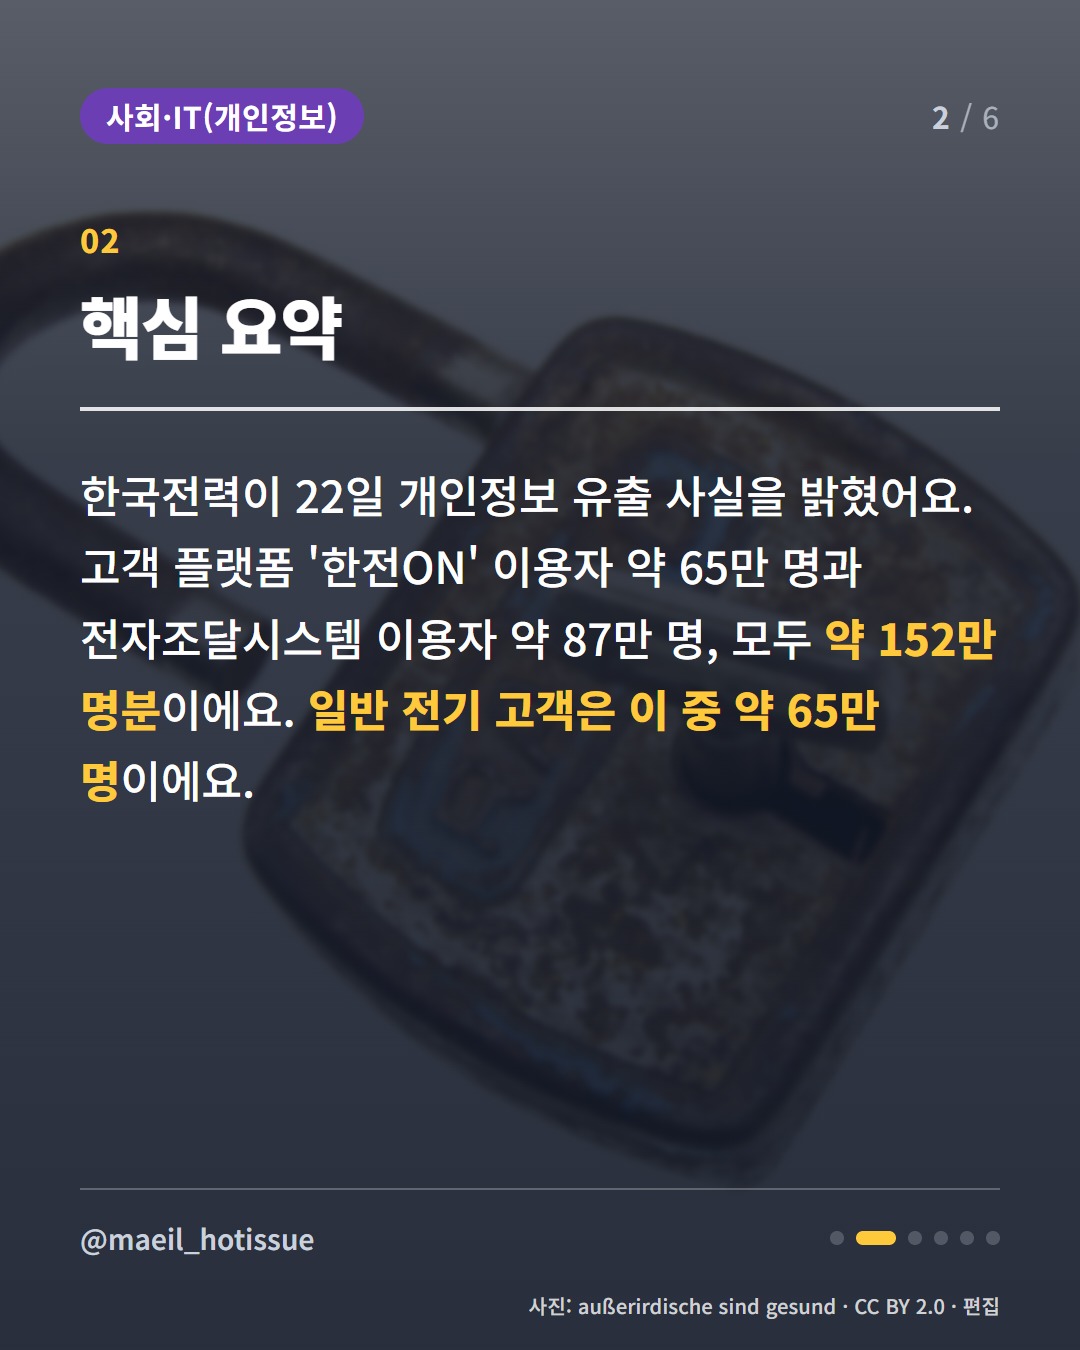 사회·IT(개인정보)
2 / 6
02
핵심 요약
한국전력이 22일 개인정보 유출 사실을 밝혔어요.
고객 플랫폼 '한전ON' 이용자 약 65만 명과
전자조달시스템 이용자 약 87만 명, 모두 약 152만
명분이에요. 일반 전기 고객은 이 중 약 65만
명이에요.
@maeil_hotissue
사진: außerirdische sind gesund · CC BY 2.0 · 편집